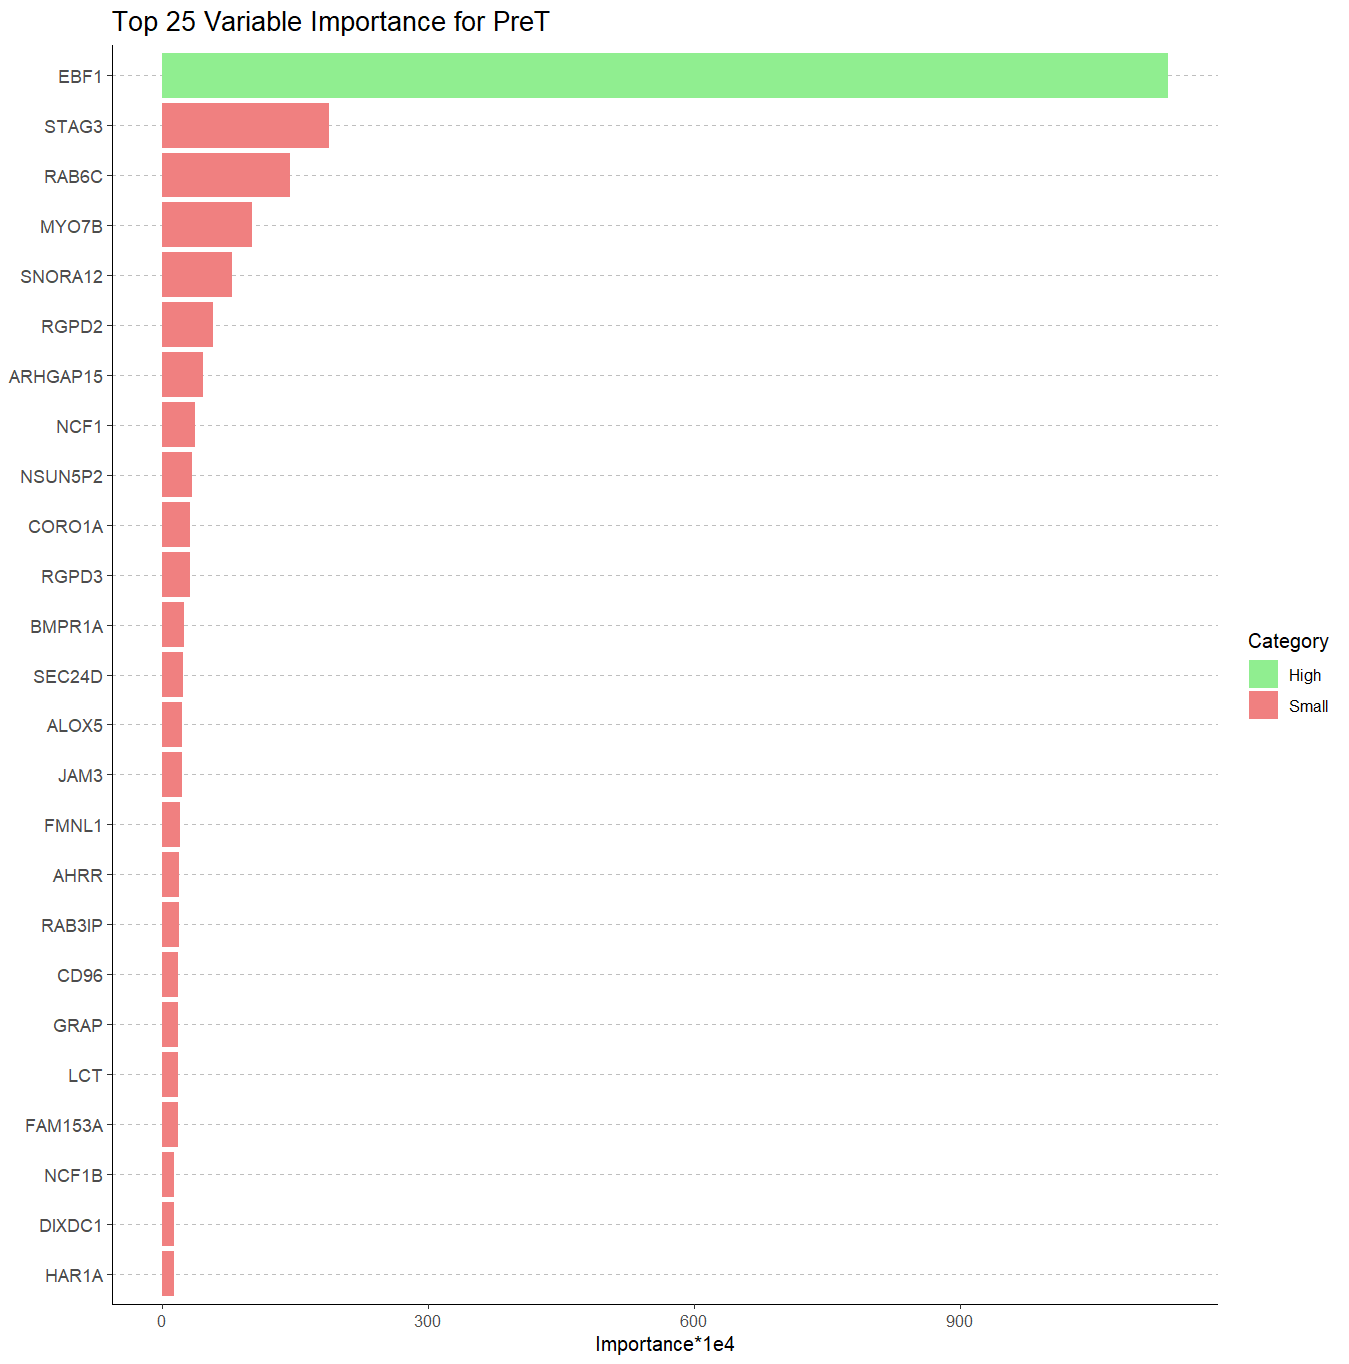 Top 25 Variable Importance for PreT
EBF1
STAG3
RAB6C
MYO7B
SNORA12
RGPD2
ARHGAP15
NCF1
NSUN5P2
CORO1A
RGPD3
BMPR1A
SEC24D
ALOX5
JAM3
FMNL1
AHRR
RAB3IP
CD96
GRAP
LCT
FAM153A
NCF1B
DIXDC1
HAR1A
0 300 600 900
Importance*1e4
Category
High
Small